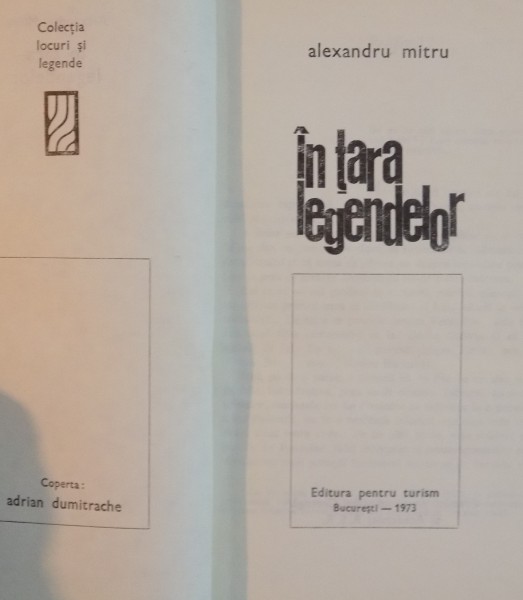 Colecția
locuri și
legende
Coperta:
adrian dumitrache
alexandru mitru
În țara
legendelor
Editura pentru turism
București — 1973